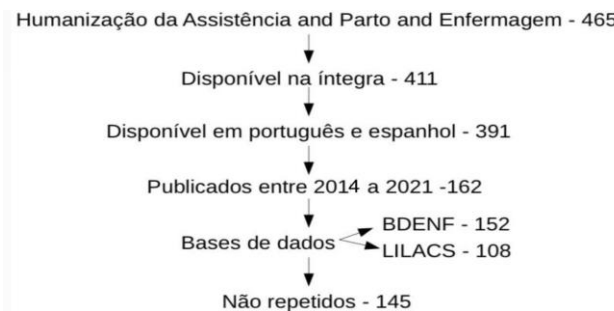 Humanização da Assistência and Parto and Enfermagem - 465
Disponível na íntegra - 411
Disponível em português e espanhol - 391
Publicados entre 2014 a 2021 -162
Bases de dados
BDENF - 152
LILACS - 108
Não repetidos - 145